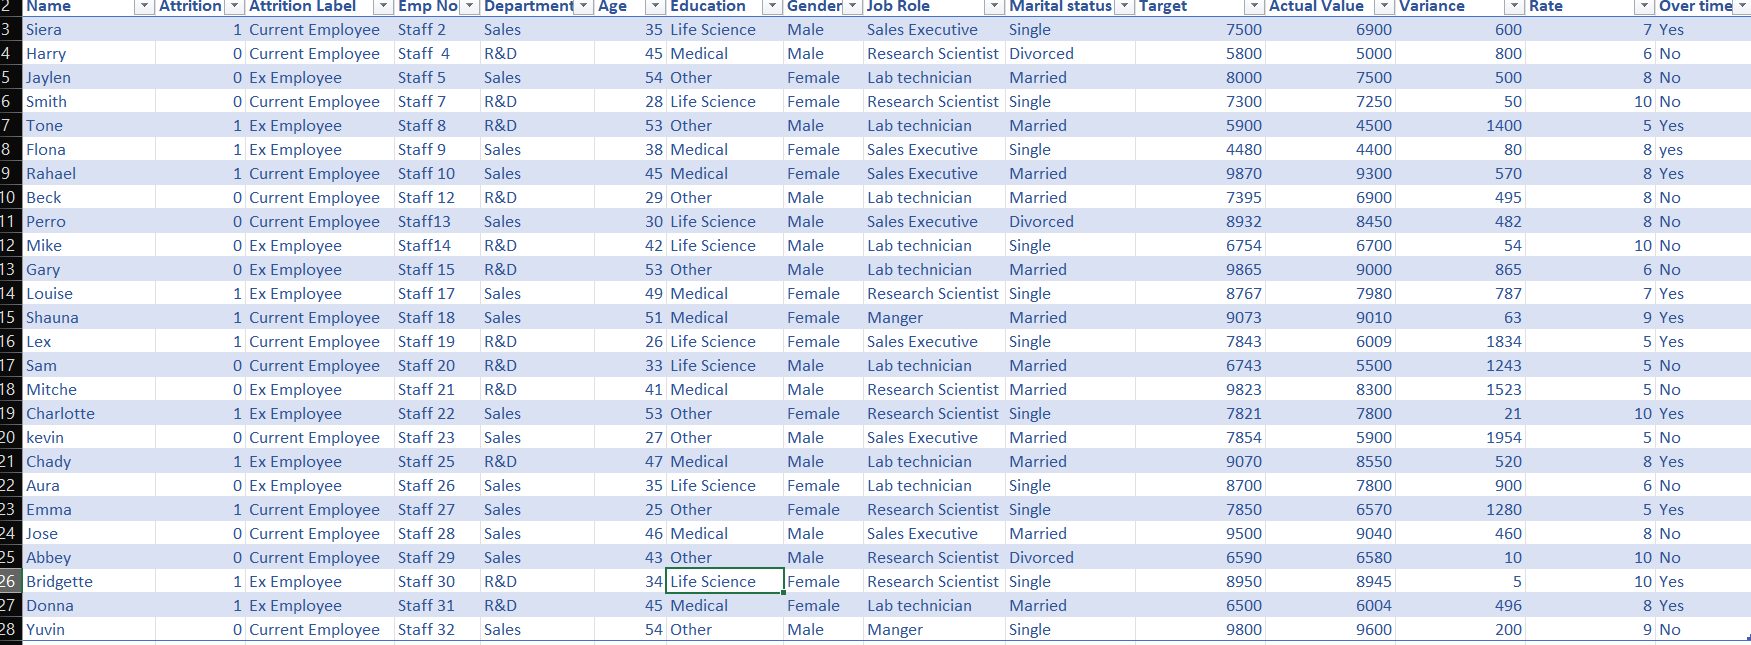 2 Name Attrition Attrition Label Emp No Department Age Education Gender Job Role Marital status Target Actual Value Variance Rate Over time
3 Siera 1 Current Employee Staff 2 Sales 35 Life Science Male Sales Executive Single 7500 6900 600 7 Yes
4 Harry 0 Current Employee Staff  4 R&D 45 Medical Male Research Scientist Divorced 5800 5000 800 6 No
5 Jaylen 0 Ex Employee Staff 5 Sales 54 Other Female Lab technician Married 8000 7500 500 8 No
6 Smith 0 Current Employee Staff 7 R&D 28 Life Science Female Research Scientist Single 7300 7250 50 10 No
7 Tone 1 Ex Employee Staff 8 R&D 53 Other Male Lab technician Married 5900 4500 1400 5 Yes
8 Flona 1 Ex Employee Staff 9 Sales 38 Medical Female Sales Executive Single 4480 4400 80 8 yes
9 Rahael 1 Current Employee Staff 10 Sales 45 Medical Female Sales Executive Married 9870 9300 570 8 Yes
10 Beck 0 Current Employee Staff 12 R&D 29 Other Male Lab technician Married 7395 6900 495 8 No
11 Perro 0 Current Employee Staff13 Sales 30 Life Science Male Sales Executive Divorced 8932 8450 482 8 No
12 Mike 0 Ex Employee Staff14 R&D 42 Life Science Male Lab technician Single 6754 6700 54 10 No
13 Gary 0 Ex Employee Staff 15 R&D 53 Other Male Lab technician Married 9865 9000 865 6 No
14 Louise 1 Ex Employee Staff 17 Sales 49 Medical Female Research Scientist Single 8767 7980 787 7 Yes
15 Shauna 1 Current Employee Staff 18 Sales 51 Medical Female Manger Married 9073 9010 63 9 Yes
16 Lex 1 Current Employee Staff 19 R&D 26 Life Science Female Sales Executive Single 7843 6009 1834 5 Yes
17 Sam 0 Current Employee Staff 20 R&D 33 Life Science Male Lab technician Married 6743 5500 1243 5 No
18 Mitche 0 Ex Employee Staff 21 R&D 41 Medical Male Research Scientist Married 9823 8300 1523 5 No
19 Charlotte 1 Ex Employee Staff 22 Sales 53 Other Female Research Scientist Single 7821 7800 21 10 Yes
20 kevin 0 Current Employee Staff 23 Sales 27 Other Male Sales Executive Married 7854 5900 1954 5 No
21 Chady 1 Ex Employee Staff 25 R&D 47 Medical Male Lab technician Married 9070 8550 520 8 Yes
22 Aura 0 Ex Employee Staff 26 Sales 35 Life Science Female Lab technician Single 8700 7800 900 6 No
23 Emma 1 Current Employee Staff 27 Sales 25 Other Female Research Scientist Single 7850 6570 1280 5 Yes
24 Jose 0 Current Employee Staff 28 Sales 46 Medical Male Sales Executive Married 9500 9040 460 8 No
25 Abbey 0 Current Employee Staff 29 Sales 43 Other Male Research Scientist Divorced 6590 6580 10 10 No
26 Bridgette 1 Ex Employee Staff 30 R&D 34 Life Science Female Research Scientist Single 8950 8945 5 10 Yes
27 Donna 1 Ex Employee Staff 31 R&D 45 Medical Female Lab technician Married 6500 6004 496 8 Yes
28 Yuvin 0 Current Employee Staff 32 Sales 54 Other Male Manger Single 9800 9600 200 9 No